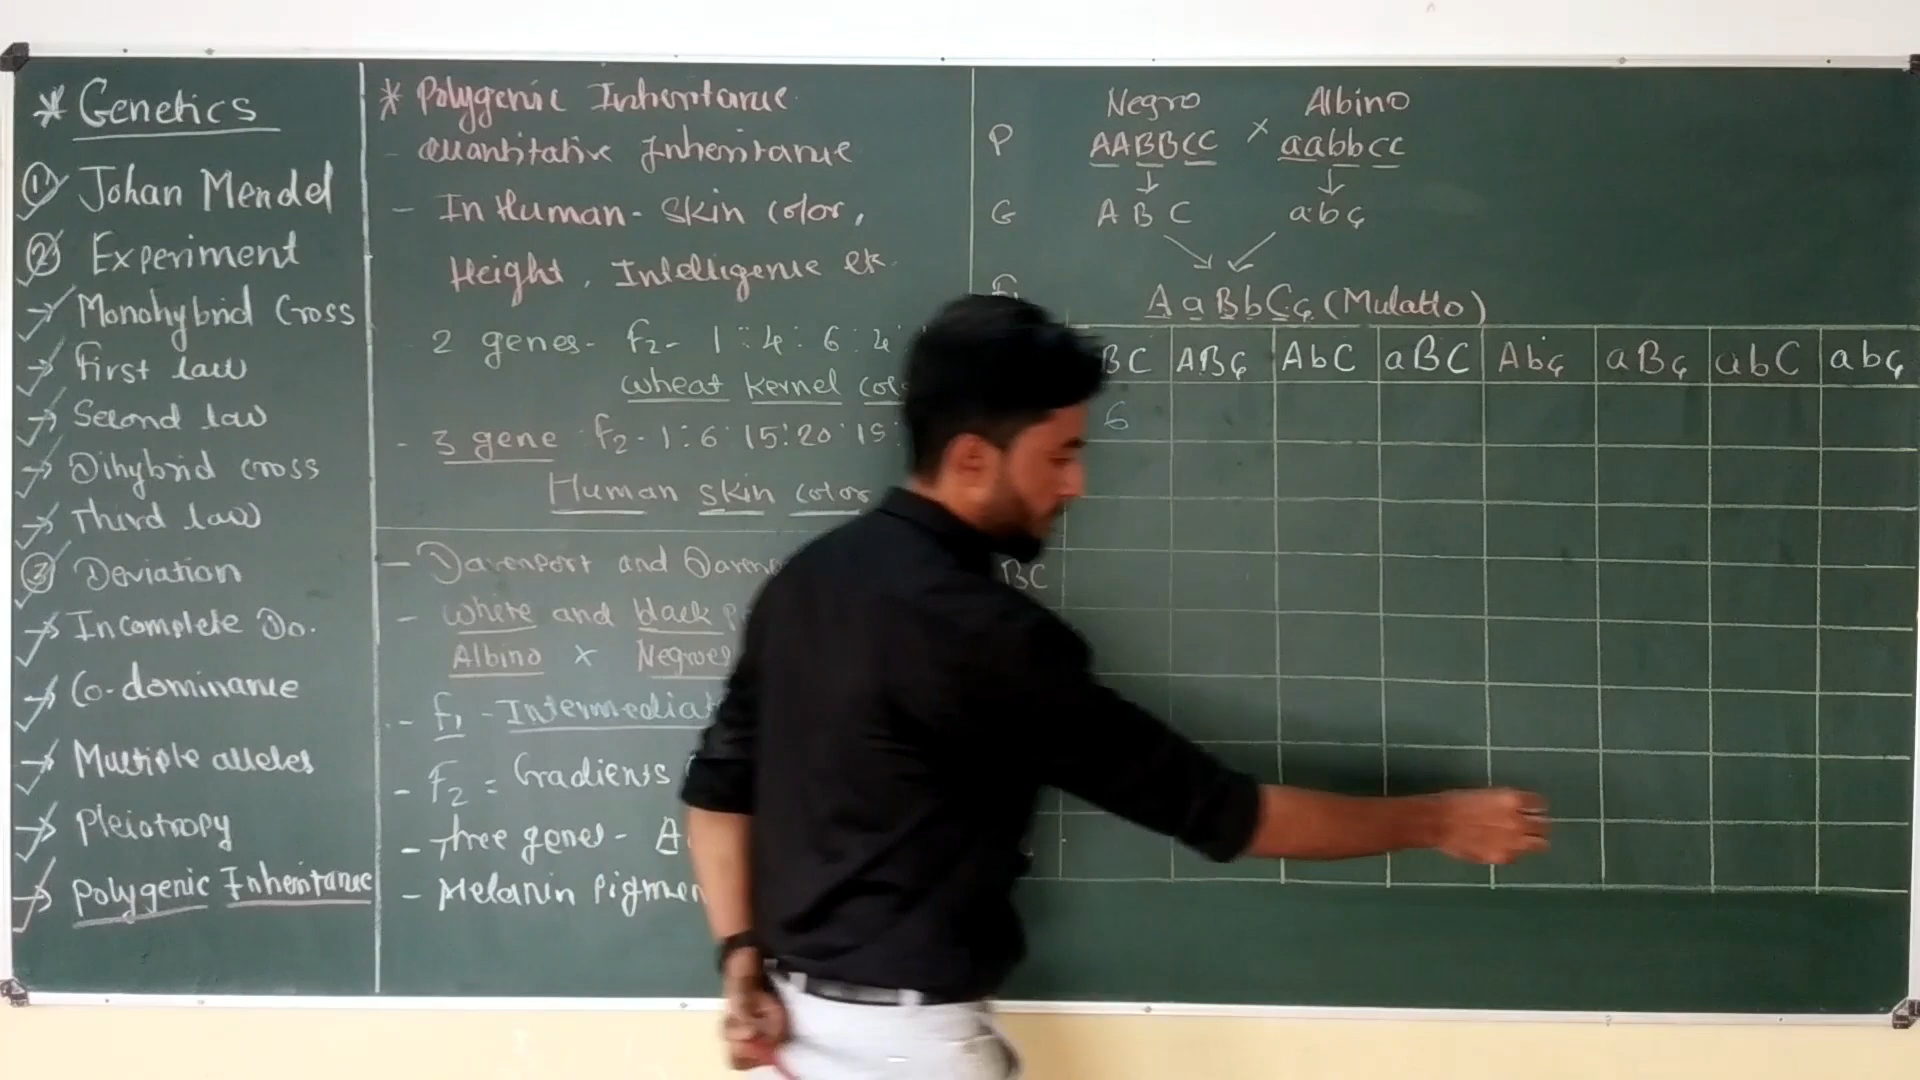 * Genetics
① Johan Mendel
② Experiment
→ Monohybrid Cross
→ First law
→ Second law
→ Dihybrid cross
→ Third law
③ Deviation
→ Incomplete Do.
→ Co-dominance
→ Multiple alleles
→ Pleiotropy
→ Polygenic Inheritance
* Polygenic Inheritance
- Quantitative Inheritance
- In Human - Skin color,
Height, Intelligence etc
2 genes - F2 - 1:4:6:4
Wheat kernel
- 3 gene F2 - 1:6:15:20:15:
Human skin color
- Davenport and
- White and black
Albino × Negroes
- F1 - Intermediat
- F2 = Gradients
- Three genes - A
- Melanin Pigmen
Negro Albino
P AABBCC × aabbcc
↓ ↓
G ABC abc
AaBbCc (Mulatto)
BC ABc AbC aBC Abc aBc abC abc
6
BC